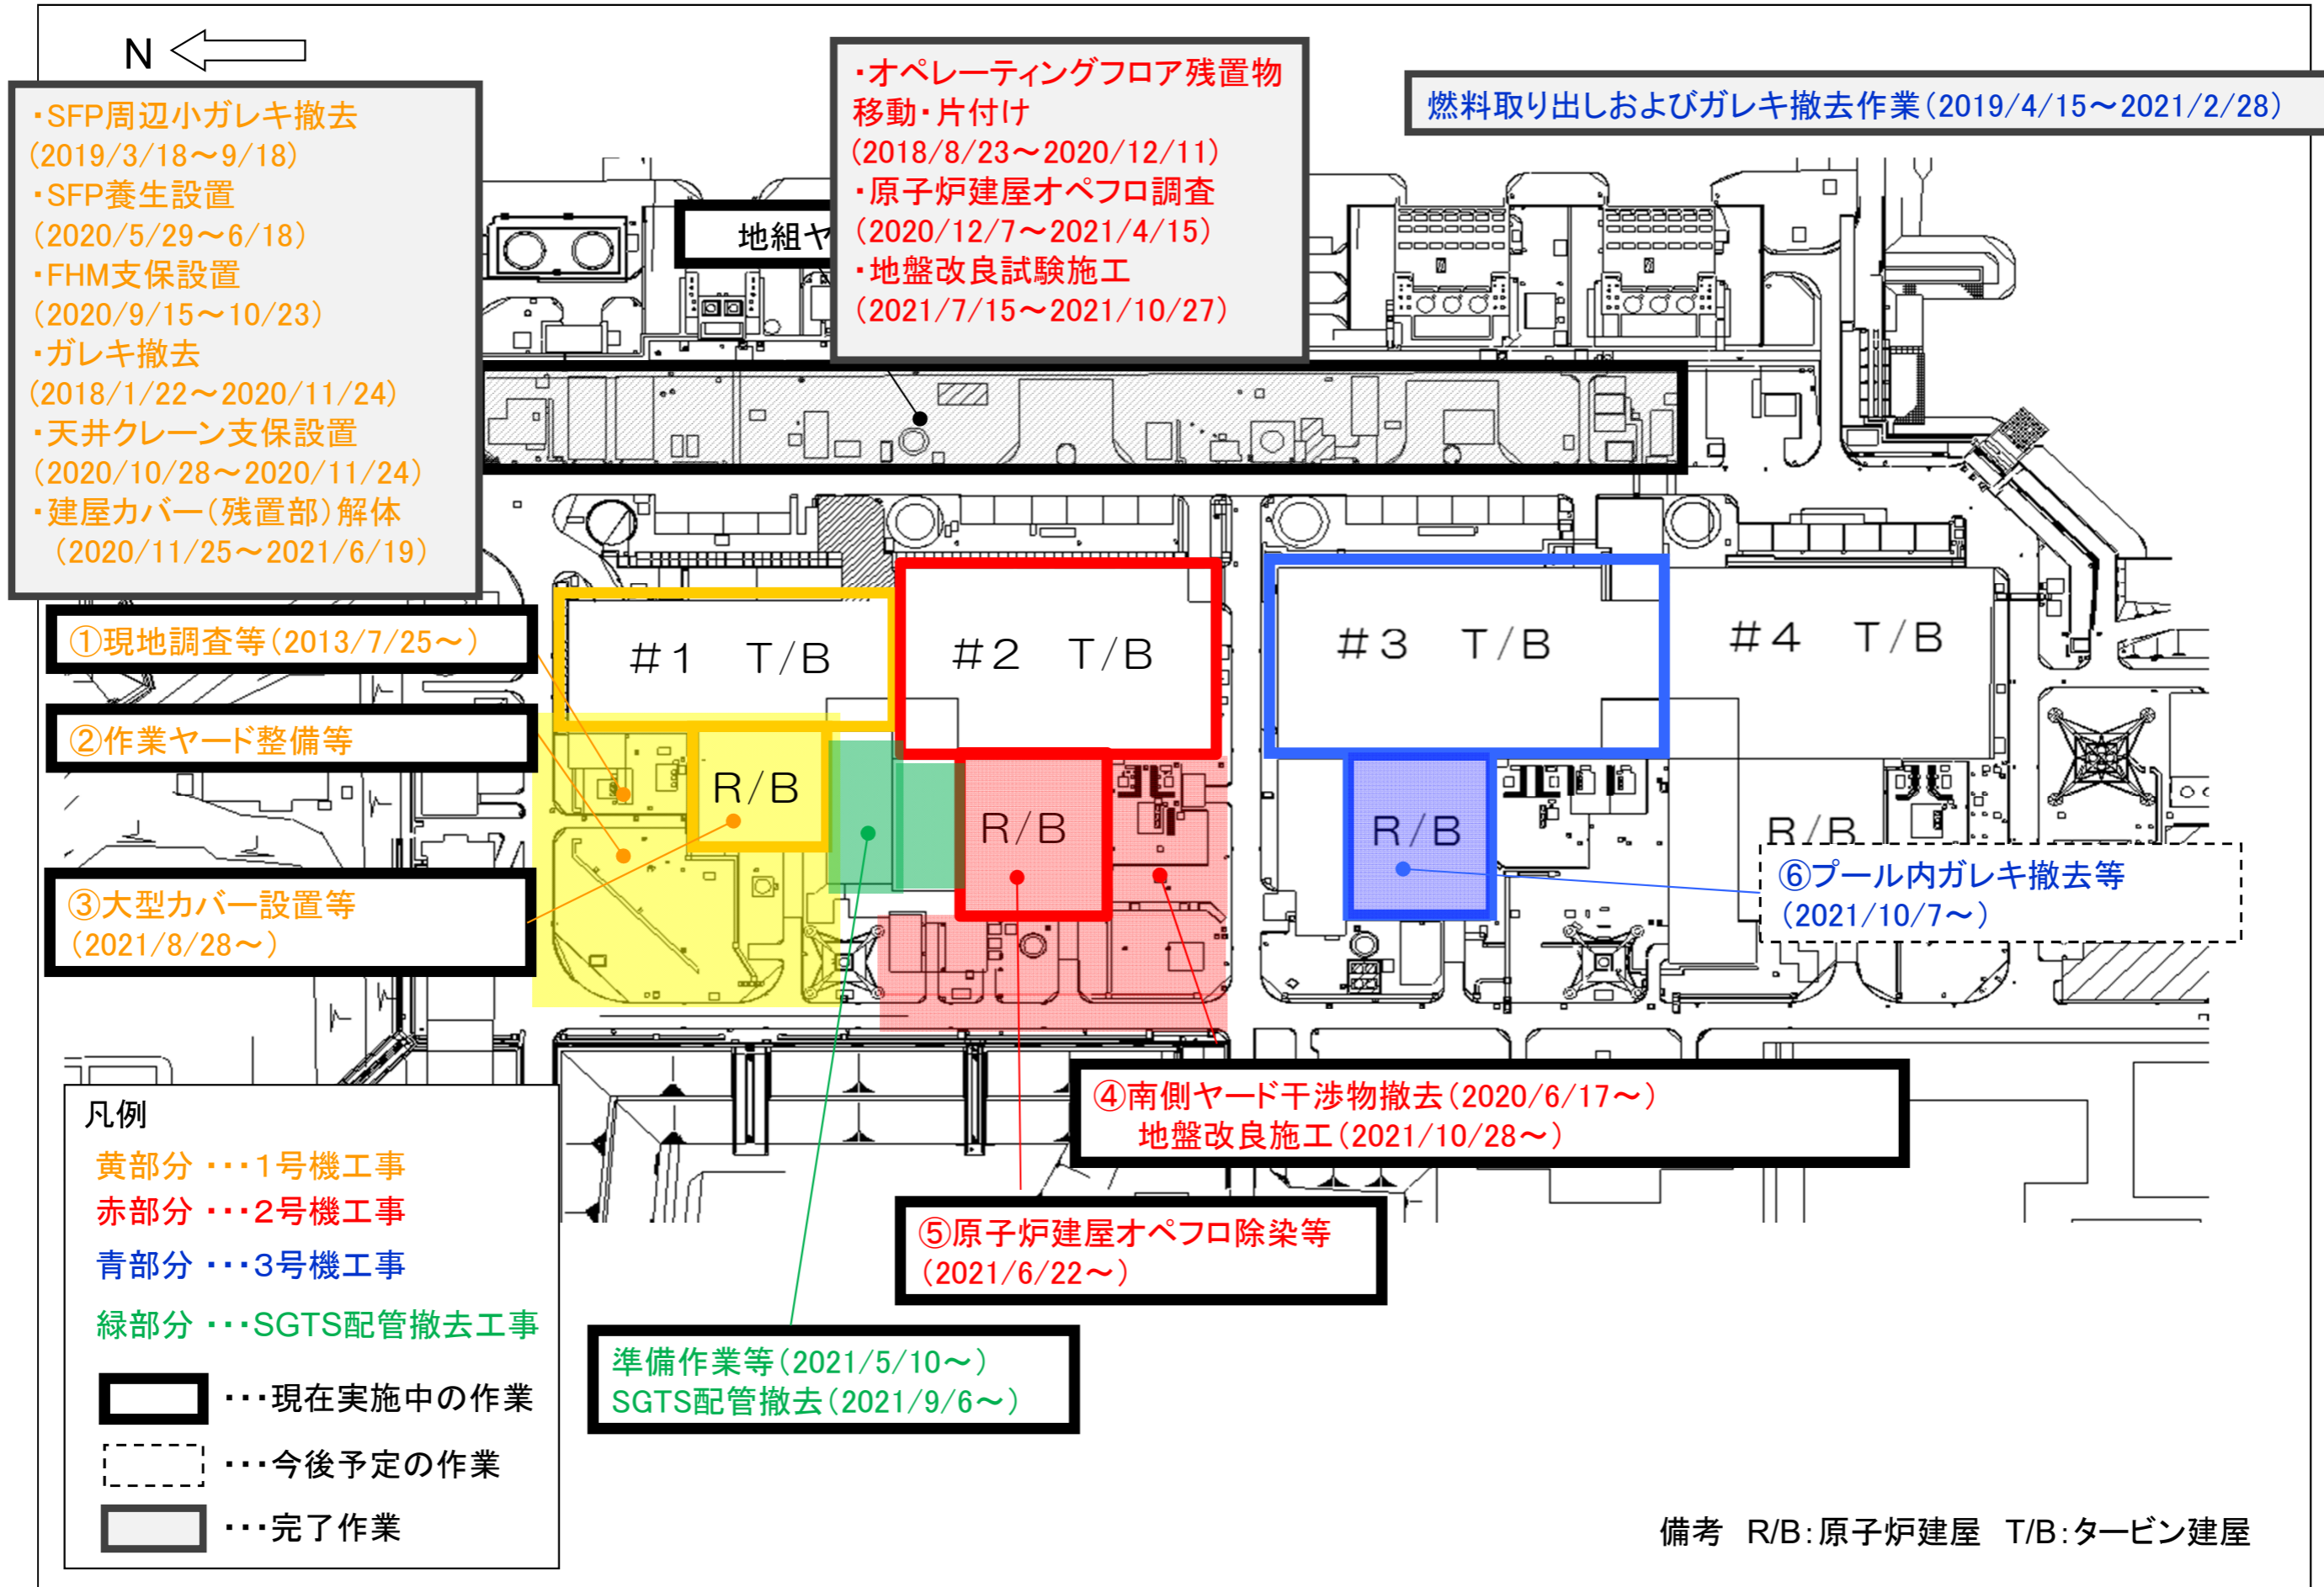 N
・SFP周辺小ガレキ撤去
(2019/3/18～9/18)
・SFP養生設置
(2020/5/29～6/18)
・FHM支保設置
(2020/9/15～10/23)
・ガレキ撤去
(2018/1/22～2020/11/24)
・天井クレーン支保設置
(2020/10/28～2020/11/24)
・建屋カバー(残置部)解体
(2020/11/25～2021/6/19)
・オペレーティングフロア残置物
移動・片付け
(2018/8/23～2020/12/11)
・原子炉建屋オペフロ調査
(2020/12/7～2021/4/15)
・地盤改良試験施工
(2021/7/15～2021/10/27)
燃料取り出しおよびガレキ撤去作業(2019/4/15～2021/2/28)
地組ヤ
①現地調査等(2013/7/25～)
②作業ヤード整備等
③大型カバー設置等
(2021/8/28～)
#1 T/B
#2 T/B
#3 T/B
#4 T/B
R/B
R/B
R/B
R/B
⑥プール内ガレキ撤去等
(2021/10/7～)
④南側ヤード干渉物撤去(2020/6/17～)
地盤改良施工(2021/10/28～)
⑤原子炉建屋オペフロ除染等
(2021/6/22～)
準備作業等(2021/5/10～)
SGTS配管撤去(2021/9/6～)
凡例
黄部分 ・・・1号機工事
赤部分 ・・・2号機工事
青部分 ・・・3号機工事
緑部分 ・・・SGTS配管撤去工事
・・・現在実施中の作業
・・・今後予定の作業
・・・完了作業
備考 R/B:原子炉建屋 T/B:タービン建屋